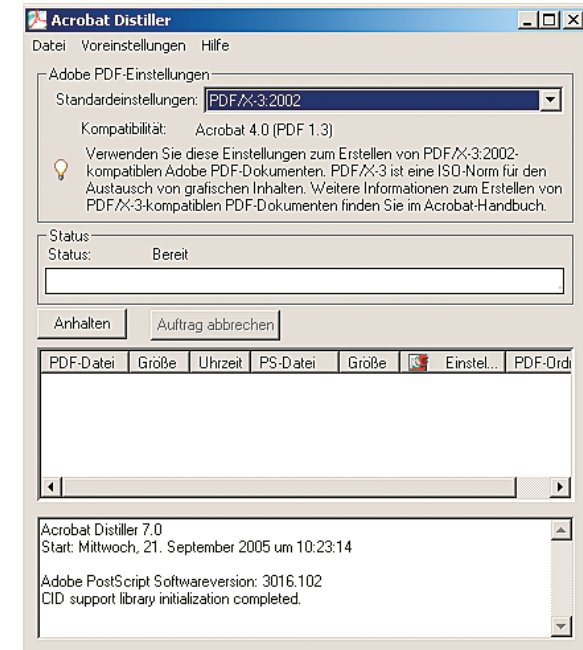 Acrobat Distiller
Datei Voreinstellungen Hilfe
Adobe PDF-Einstellungen
Standardeinstellungen: PDF/X-3:2002
Kompatibilität: Acrobat 4.0 (PDF 1.3)
Verwenden Sie diese Einstellungen zum Erstellen von PDF/X-3:2002-
kompatiblen Adobe PDF-Dokumenten. PDF/X-3 ist eine ISO-Norm für den
Austausch von grafischen Inhalten. Weitere Informationen zum Erstellen von
PDF/X-3-kompatiblen PDF-Dokumenten finden Sie im Acrobat-Handbuch.
Status
Status: Bereit
Anhalten Auftrag abbrechen
PDF-Datei Größe Uhrzeit PS-Datei Größe Einstel... PDF-Ordn
Acrobat Distiller 7.0
Start: Mittwoch, 21. September 2005 um 10:23:14
Adobe PostScript Softwareversion: 3016.102
CID support library initialization completed.